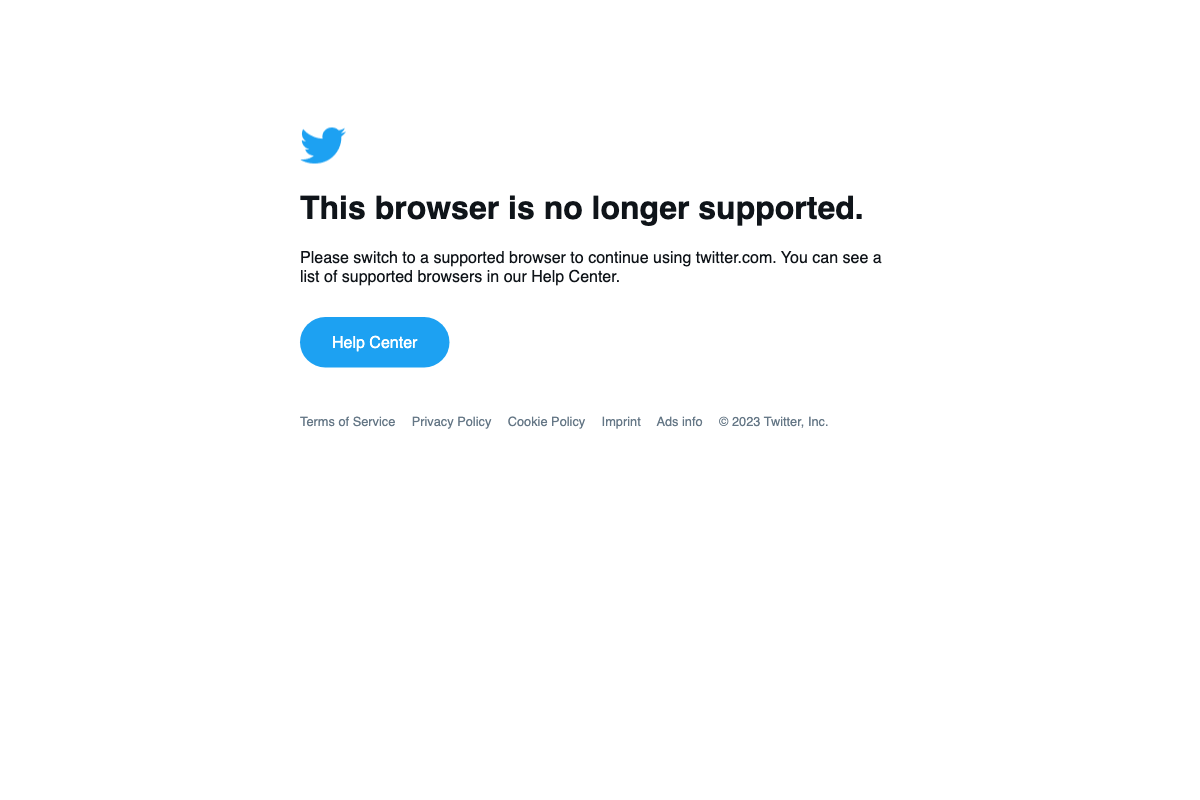 This browser is no longer supported.
Please switch to a supported browser to continue using twitter.com. You can see a
list of supported browsers in our Help Center.
Help Center
Terms of Service Privacy Policy Cookie Policy Imprint Ads info © 2023 Twitter, Inc.